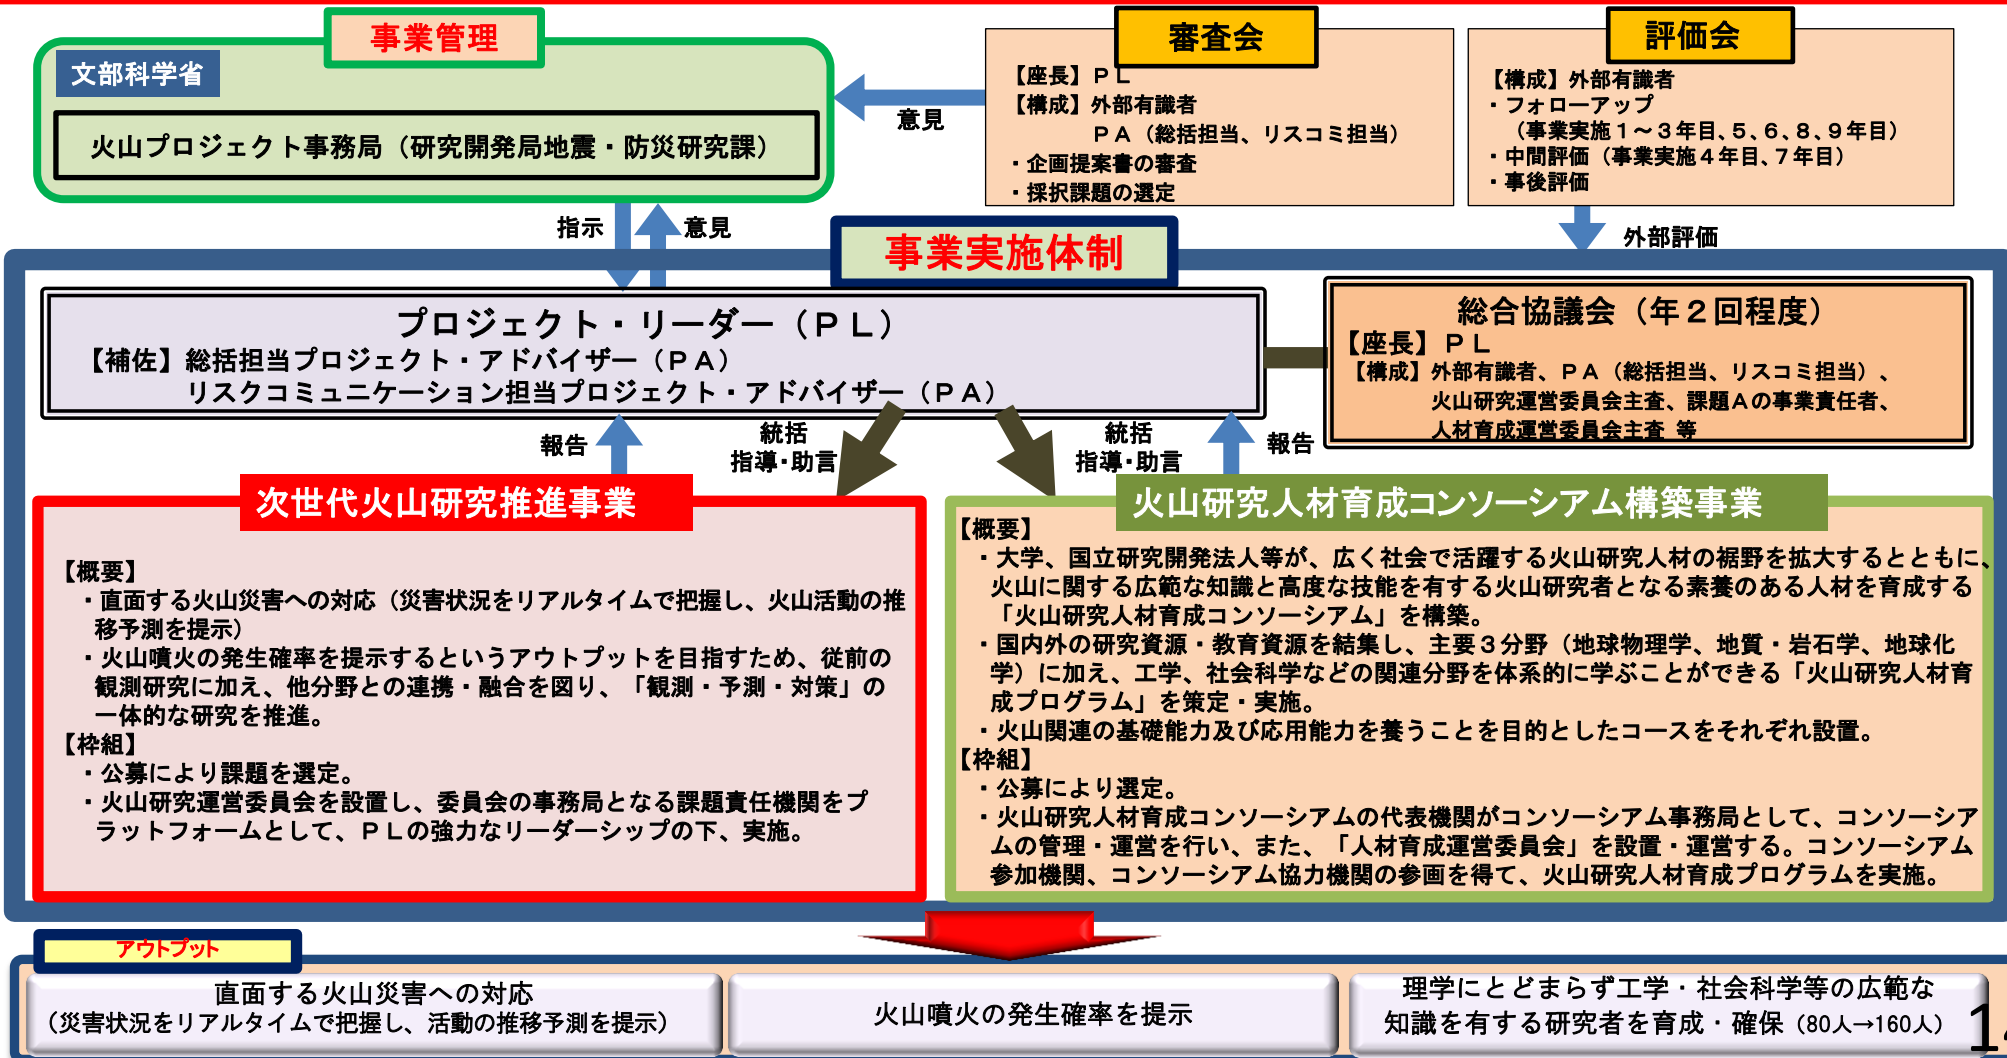 事業管理
文部科学省
火山プロジェクト事務局（研究開発局地震・防災研究課）
審査会
【座長】ＰＬ
【構成】外部有識者
ＰＡ（総括担当、リスコミ担当）
・企画提案書の審査
・採択課題の選定
意見
評価会
【構成】外部有識者
・フォローアップ
（事業実施１～３年目、５、６、８、９年目）
・中間評価（事業実施４年目、７年目）
・事後評価
指示
意見
外部評価
事業実施体制
プロジェクト・リーダー（ＰＬ）
【補佐】総括担当プロジェクト・アドバイザー（ＰＡ）
リスクコミュニケーション担当プロジェクト・アドバイザー（ＰＡ）
総合協議会（年２回程度）
【座長】ＰＬ
【構成】外部有識者、ＰＡ（総括担当、リスコミ担当）、
火山研究運営委員会主査、課題Ａの事業責任者、
人材育成運営委員会主査 等
報告
統括
指導・助言
統括
指導・助言
報告
次世代火山研究推進事業
【概要】
・直面する火山災害への対応（災害状況をリアルタイムで把握し、火山活動の推
移予測を提示）
・火山噴火の発生確率を提示するというアウトプットを目指すため、従前の
観測研究に加え、他分野との連携・融合を図り、「観測・予測・対策」の
一体的な研究を推進。
【枠組】
・公募により課題を選定。
・火山研究運営委員会を設置し、委員会の事務局となる課題責任機関をプ
ラットフォームとして、ＰＬの強力なリーダーシップの下、実施。
火山研究人材育成コンソーシアム構築事業
【概要】
・大学、国立研究開発法人等が、広く社会で活躍する火山研究人材の裾野を拡大するとともに、
火山に関する広範な知識と高度な技能を有する火山研究者となる素養のある人材を育成する
「火山研究人材育成コンソーシアム」を構築。
・国内外の研究資源・教育資源を結集し、主要３分野（地球物理学、地質・岩石学、地球化
学）に加え、工学、社会科学などの関連分野を体系的に学ぶことができる「火山研究人材育
成プログラム」を策定・実施。
・火山関連の基礎能力及び応用能力を養うことを目的としたコースをそれぞれ設置。
【枠組】
・公募により選定。
・火山研究人材育成コンソーシアムの代表機関がコンソーシアム事務局として、コンソーシア
ムの管理・運営を行い、また、「人材育成運営委員会」を設置・運営する。コンソーシアム
参加機関、コンソーシアム協力機関の参画を得て、火山研究人材育成プログラムを実施。
アウトプット
直面する火山災害への対応
（災害状況をリアルタイムで把握し、活動の推移予測を提示）
火山噴火の発生確率を提示
理学にとどまらず工学・社会科学等の広範な
知識を有する研究者を育成・確保（80人→160人）